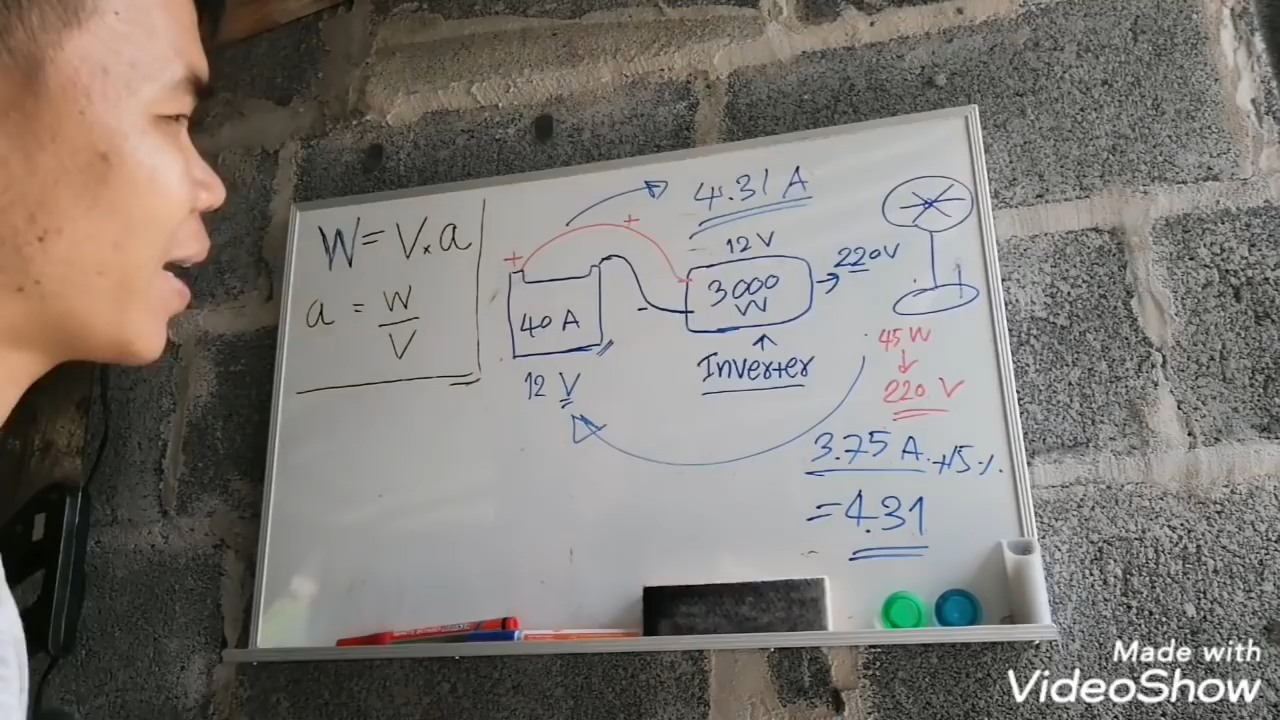 W = V x a
a = W
V
4.31 A
+
+
12 V
40 A
-
3000
W
→ 220V
Inverter
12 V
45 W
220 V
3.75 A +15%
= 4.31
Made with
VideoShow